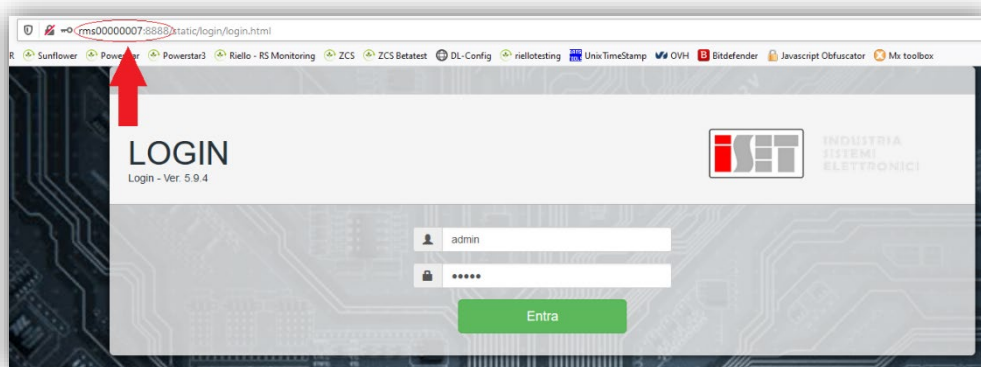 rms00000007:8888/static/login/login.html
R Sunflower Powerstar Powerstar3 Riello - RS Monitoring ZCS ZCS Betatest DL-Config riellotesting UnixTimeStamp OVH B Bitdefender Javascript Obfuscator Mx toolbox
LOGIN
Login - Ver. 5.9.4
iSET
INDUSTRIA
SISTEMI
ELETTRONICI
admin
•••••
Entra